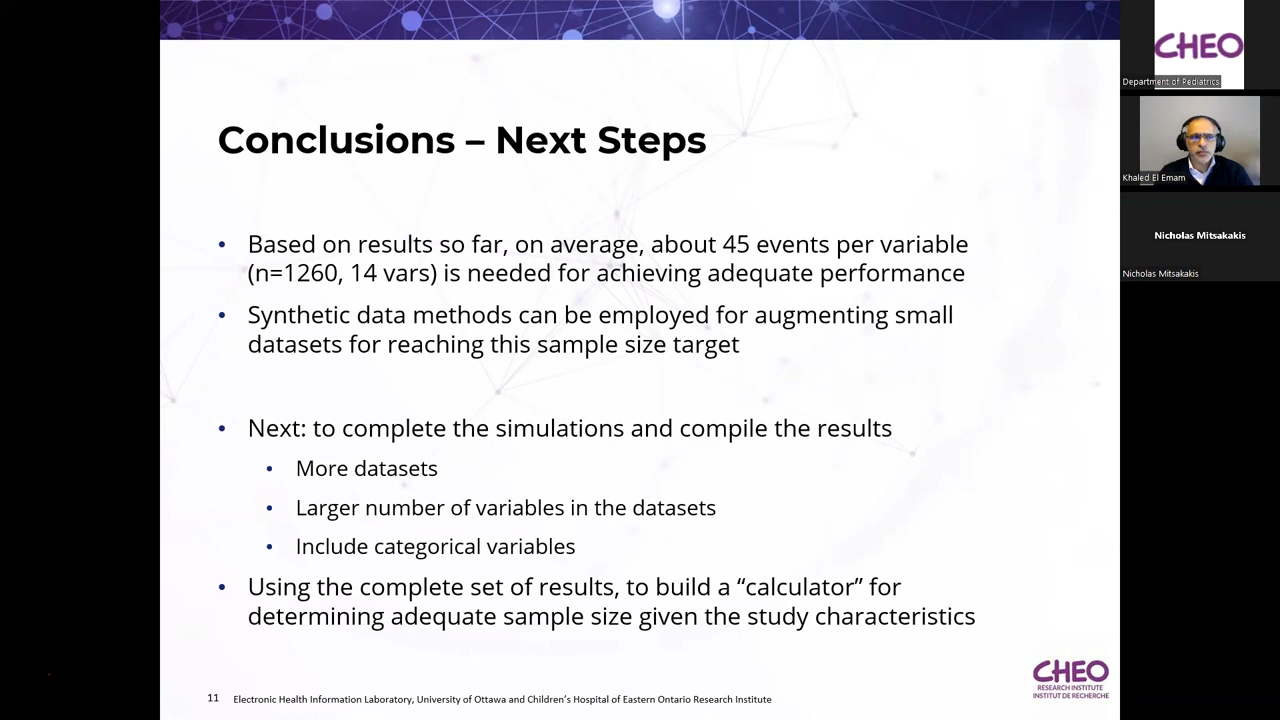 Conclusions – Next Steps
• Based on results so far, on average, about 45 events per variable
(n=1260, 14 vars) is needed for achieving adequate performance
• Synthetic data methods can be employed for augmenting small
datasets for reaching this sample size target
• Next: to complete the simulations and compile the results
• More datasets
• Larger number of variables in the datasets
• Include categorical variables
• Using the complete set of results, to build a “calculator” for
determining adequate sample size given the study characteristics
11 Electronic Health Information Laboratory, University of Ottawa and Children’s Hospital of Eastern Ontario Research Institute
CHEO
RESEARCH INSTITUTE
INSTITUT DE RECHERCHE
CHEO
Department of Pediatrics
Khaled El Emam
Nicholas Mitsakakis
Nicholas Mitsakakis